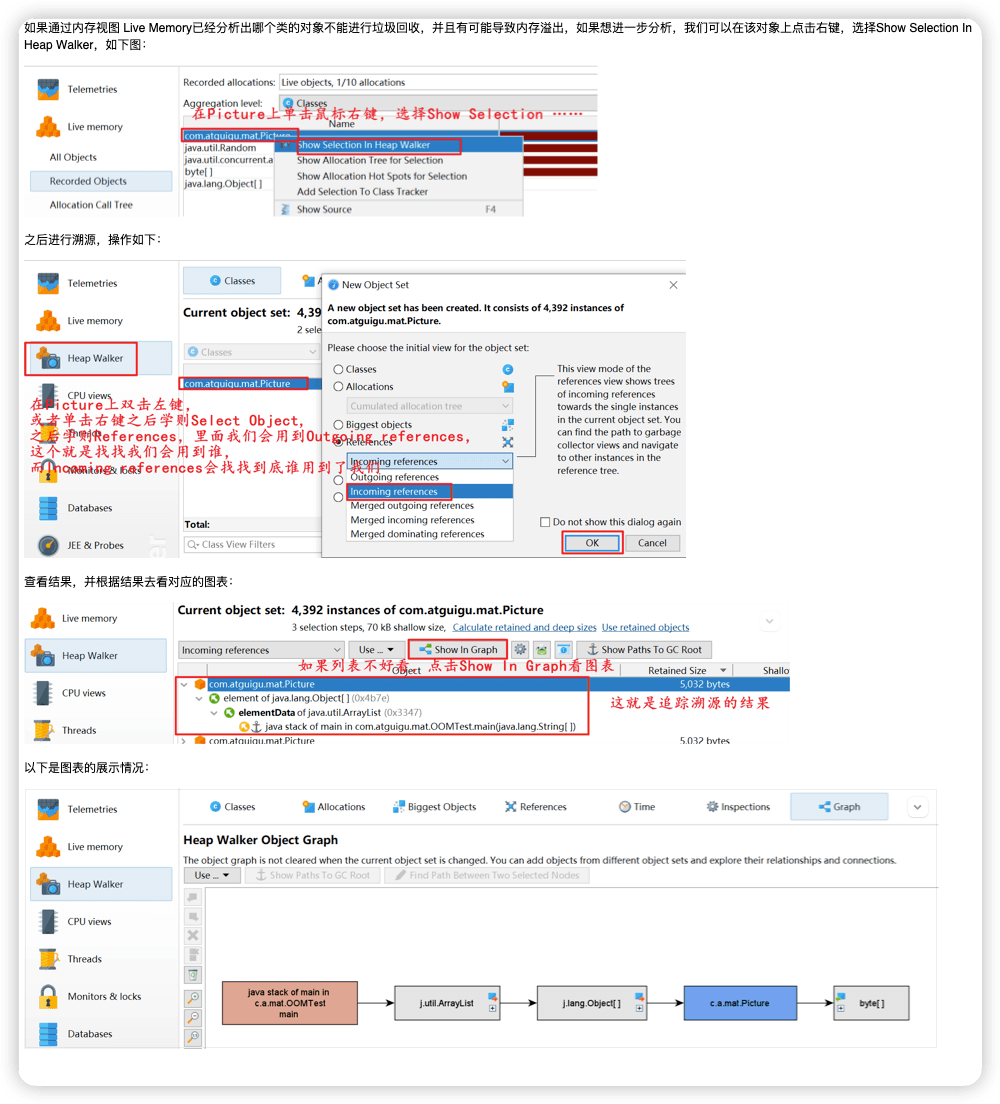 如果通过内存视图 Live Memory已经分析出哪个类的对象不能进行垃圾回收，并且有可能导致内存溢出，如果想进一步分析，我们可以在该对象上点击右键，选择Show Selection In
Heap Walker，如下图：
Telemetries
Live memory
All Objects
Recorded Objects
Allocation Call Tree
Recorded allocations: Live objects, 1/10 allocations
Aggregation level: Classes
在Picture上单击鼠标右键，选择Show Selection ……
Name
com.atguigu.mat.Picture
java.util.Random
java.util.concurrent.a
byte[ ]
java.lang.Object[ ]
Show Selection In Heap Walker
Show Allocation Tree for Selection
Show Allocation Hot Spots for Selection
Add Selection To Class Tracker
Show Source F4
之后进行溯源，操作如下：
Telemetries
Live memory
Heap Walker
CPU views
Threads
Monitors & locks
Databases
JEE & Probes
在Picture上双击左键，
或者单击右键之后学则Select Object，
之后学则References，里面我们会用到Outgoing references，
这个就是找找我们会用到谁，
而Incoming references会找找到底谁用到了我们
Classes
Current object set: 4,39
2 sele
Classes
com.atguigu.mat.Picture
Total:
Class View Filters
New Object Set
A new object set has been created. It consists of 4,392 instances of
com.atguigu.mat.Picture.
Please choose the initial view for the object set:
Classes
Allocations
Cumulated allocation tree
Biggest objects
References
Incoming references
Outgoing references
Incoming references
Merged outgoing references
Merged incoming references
Merged dominating references
This view mode of the
references view shows trees
of incoming references
towards the single instances
in the current object set. You
can find the path to garbage
collector views and navigate
to other instances in the
reference tree.
Do not show this dialog again
OK Cancel
查看结果，并根据结果去看对应的图表：
Live memory
Heap Walker
CPU views
Threads
Current object set: 4,392 instances of com.atguigu.mat.Picture
3 selection steps, 70 kB shallow size, Calculate retained and deep sizes Use retained objects
Incoming references Use ... Show In Graph Show Paths To GC Root
如果列表不好看，点击Show In Graph看图表
Object Retained Size Shallo
com.atguigu.mat.Picture 5,032 bytes
element of java.lang.Object[ ] (0x4b7e)
elementData of java.util.ArrayList (0x3347)
java stack of main in com.atguigu.mat.OOMTest.main(java.lang.String[ ])
com.atguigu.mat.Picture 5,032 bytes
这就是追踪溯源的结果
以下是图表的展示情况：
Telemetries
Live memory
Heap Walker
CPU views
Threads
Monitors & locks
Databases
Classes Allocations Biggest Objects References Time Inspections Graph
Heap Walker Object Graph
The object graph is not cleared when the current object set is changed. You can add objects from different object sets and explore their relationships and connections.
Use ... Show Paths To GC Root Find Path Between Two Selected Nodes
java stack of main in
c.a.mat.OOMTest
main
j.util.ArrayList
j.lang.Object[ ]
c.a.mat.Picture
byte[ ]